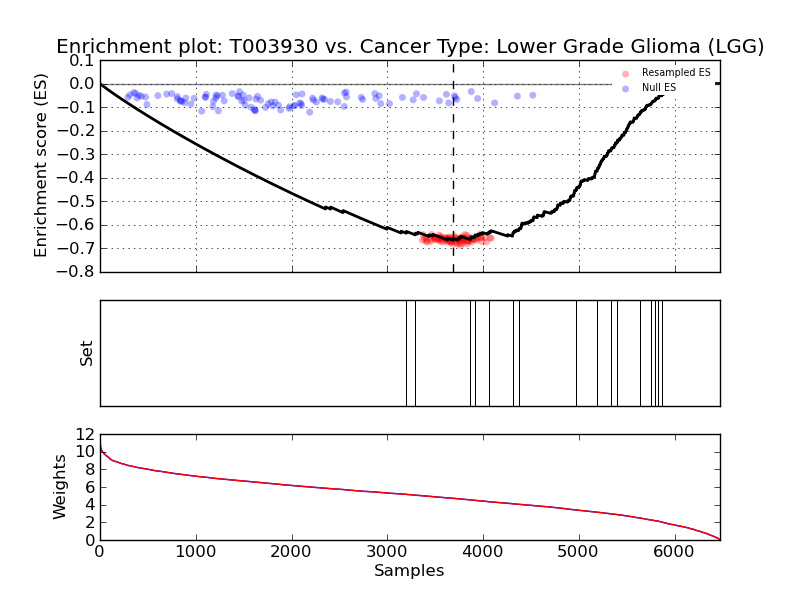 Enrichment plot: T003930 vs. Cancer Type: Lower Grade Glioma (LGG)
Enrichment score (ES)
0.1
0.0
−0.1
−0.2
−0.3
−0.4
−0.5
−0.6
−0.7
−0.8
Resampled ES
Null ES
Set
Weights
12
10
8
6
4
2
0
0 1000 2000 3000 4000 5000 6000
Samples